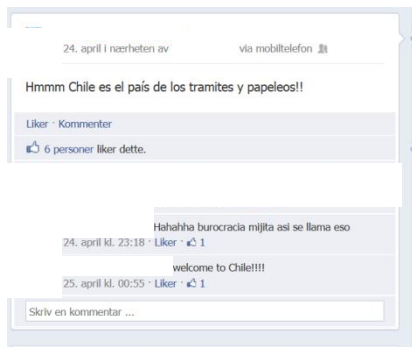 24. april i nærheten av via mobiltelefon
Hmmm Chile es el país de los tramites y papeleos!!
Liker · Kommenter
6 personer liker dette.
Hahahha burocracia mijita asi se llama eso
24. april kl. 23:18 · Liker · 1
welcome to Chile!!!!
25. april kl. 00:55 · Liker · 1
Skriv en kommentar ...